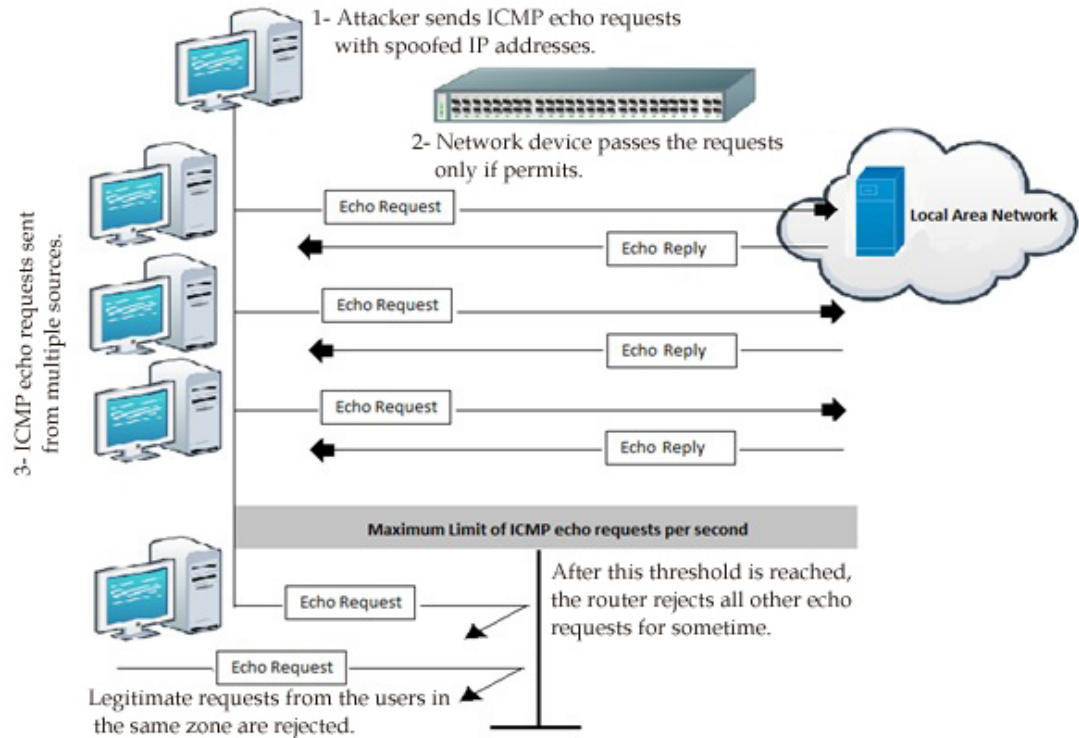 1- Attacker sends ICMP echo requests
with spoofed IP addresses.
2- Network device passes the requests
only if permits.
3- ICMP echo requests sent
from multiple sources.
Echo Request
Local Area Network
Echo Reply
Echo Request
Echo Reply
Echo Request
Echo Reply
Maximum Limit of ICMP echo requests per second
After this threshold is reached,
the router rejects all other echo
requests for sometime.
Echo Request
Echo Request
Legitimate requests from the users in
the same zone are rejected.